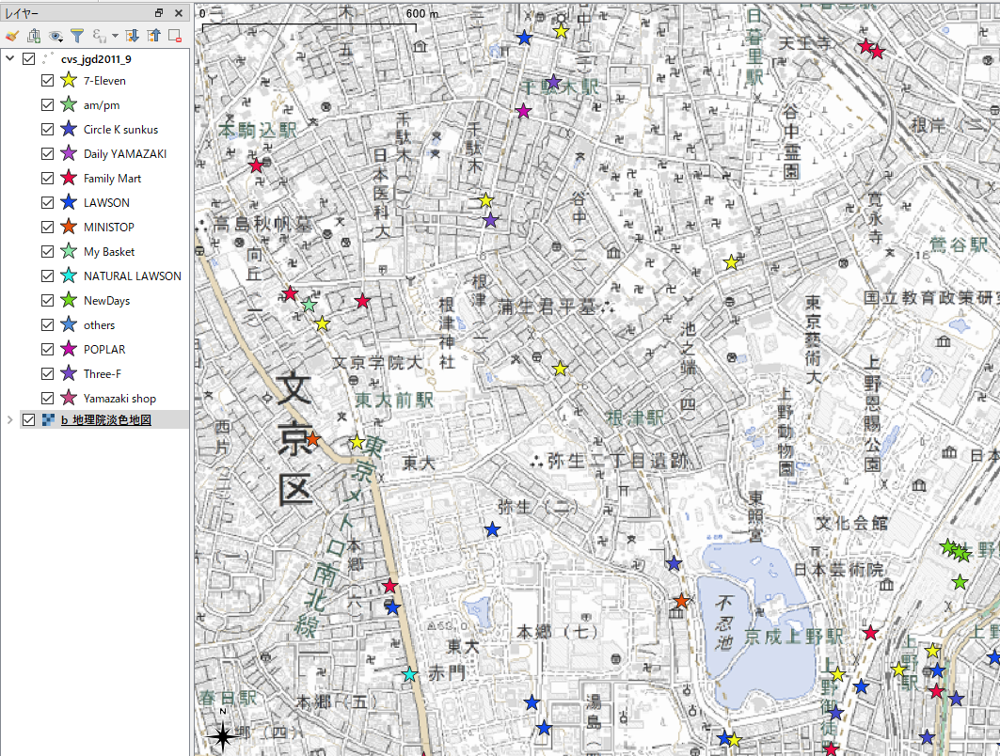 レイヤー
cvs_jgd2011_9
7-Eleven
am/pm
Circle K sunkus
Daily YAMAZAKI
Family Mart
LAWSON
MINISTOP
My Basket
NATURAL LAWSON
NewDays
others
POPLAR
Three-F
Yamazaki shop
b_地理院淡色地図
0
600 m
日暮里駅
天王寺
千駄木駅
本駒込駅
千駄木
千駄木
谷中霊園
根岸
日本医科大
谷中
寛永寺
高島秋帆墓
向丘
鶯谷駅
根津
蒲生君平墓
根津神社
東京藝術大
国立教育政策研究
池之端
四
文京学院大
上野恩賜公園
文京区
東大前駅
上野動物園
根津駅
西片
東大
弥生二丁目遺跡
東京メトロ南北線
弥生(二)
東照宮
文化会館
本郷
六
日本芸術院
不忍池
本郷(七)
53.0
京成上野駅
東大
赤門
上野駅
上野御徒
春日駅
本郷(五)
湯島
N
郷(四)